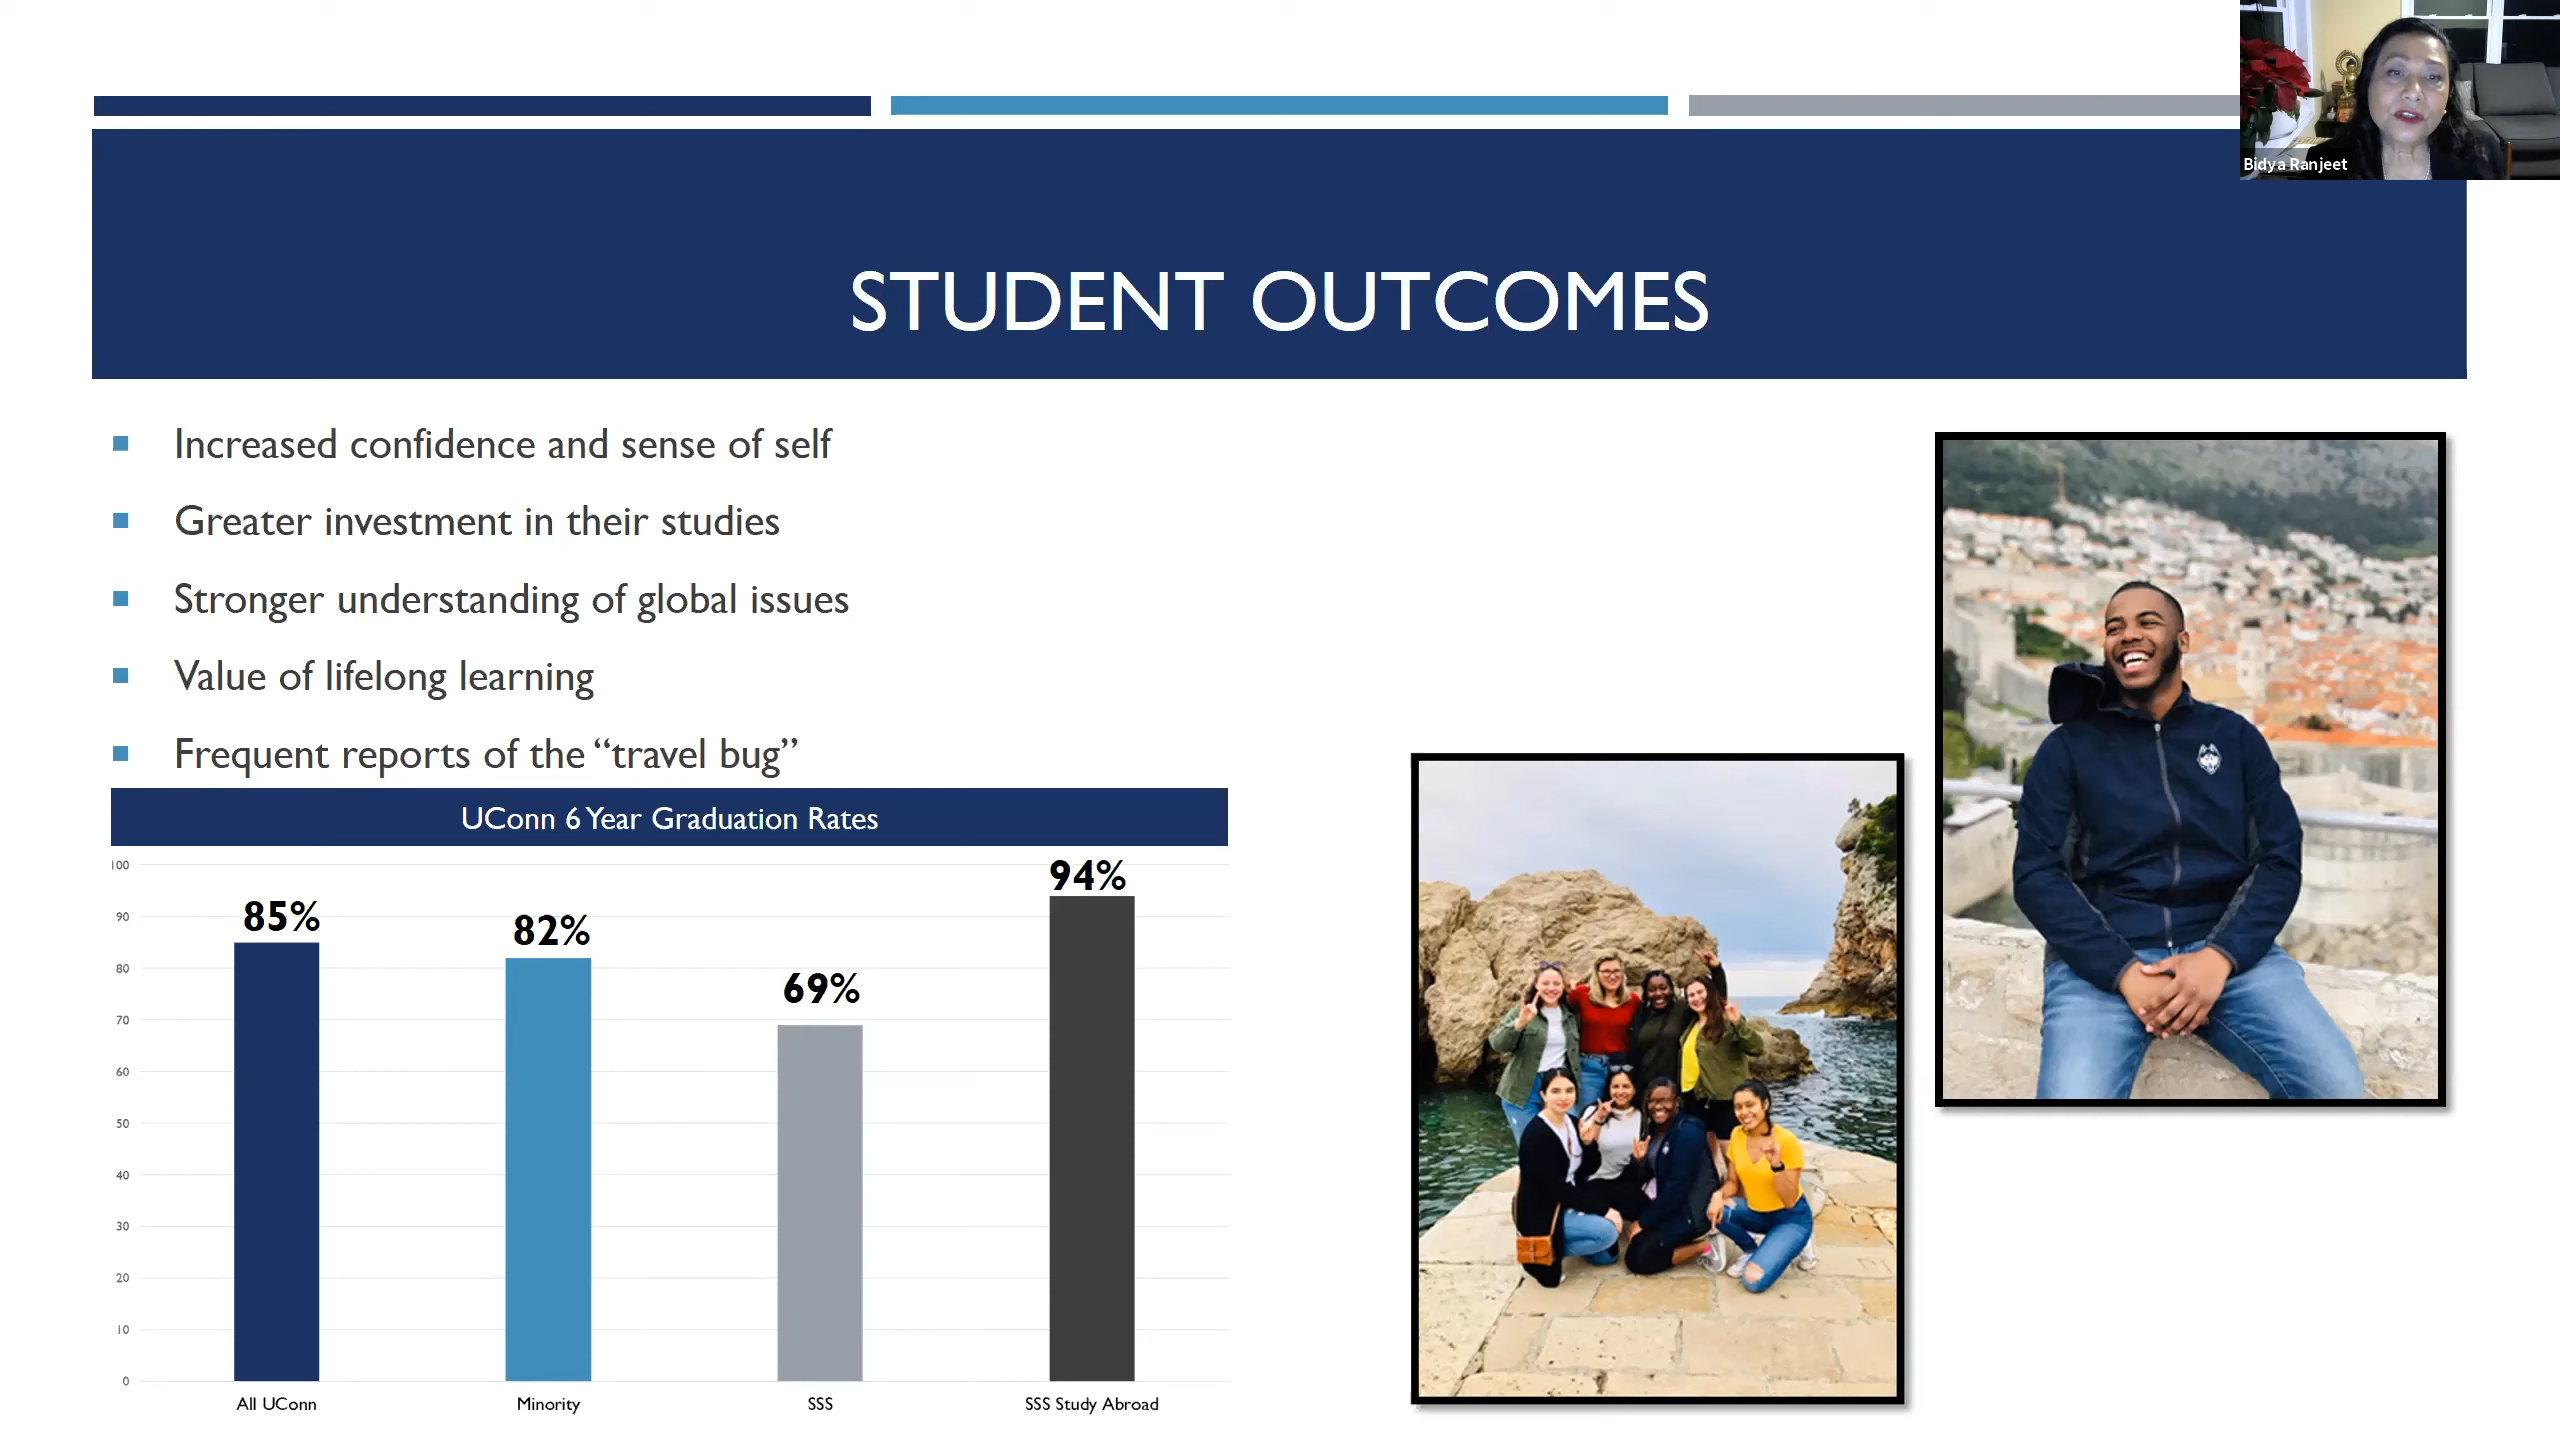 Bidya Ranjeet
STUDENT OUTCOMES
Increased confidence and sense of self
Greater investment in their studies
Stronger understanding of global issues
Value of lifelong learning
Frequent reports of the “travel bug”
UConn 6 Year Graduation Rates
100
90
80
70
60
50
40
30
20
10
0
85%
82%
69%
94%
All UConn
Minority
SSS
SSS Study Abroad